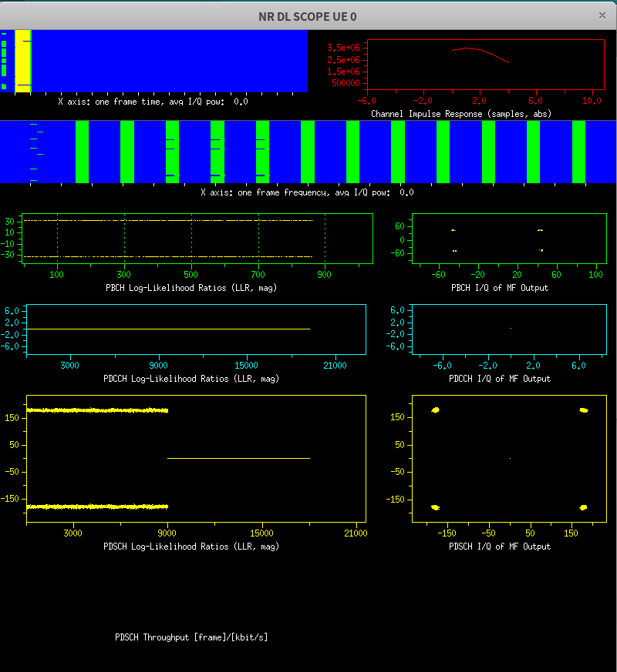 NR DL SCOPE UE 0 ×
3.5e+06
2.5e+06
1.5e+06
500000
-6.0 -2.0 2.0 6.0 10.0
X axis: one frame time, avg I/Q pow: 0.0
Channel Impulse Response (samples, abs)
X axis: one frame frequency, avg I/Q pow: 0.0
30
10
-10
-30
100 300 500 700 900
PBCH Log-Likelihood Ratios (LLR, mag)
60
0
-60
-60 -20 20 60 100
PBCH I/Q of MF Output
6.0
2.0
-2.0
-6.0
3000 9000 15000 21000
PDCCH Log-Likelihood Ratios (LLR, mag)
6.0
2.0
-2.0
-6.0
-6.0 -2.0 2.0 6.0
PDCCH I/Q of MF Output
150
50
-50
-150
3000 9000 15000 21000
PDSCH Log-Likelihood Ratios (LLR, mag)
150
50
-50
-150
-150 -50 50 150
PDSCH I/Q of MF Output
PDSCH Throughput [frame]/[kbit/s]